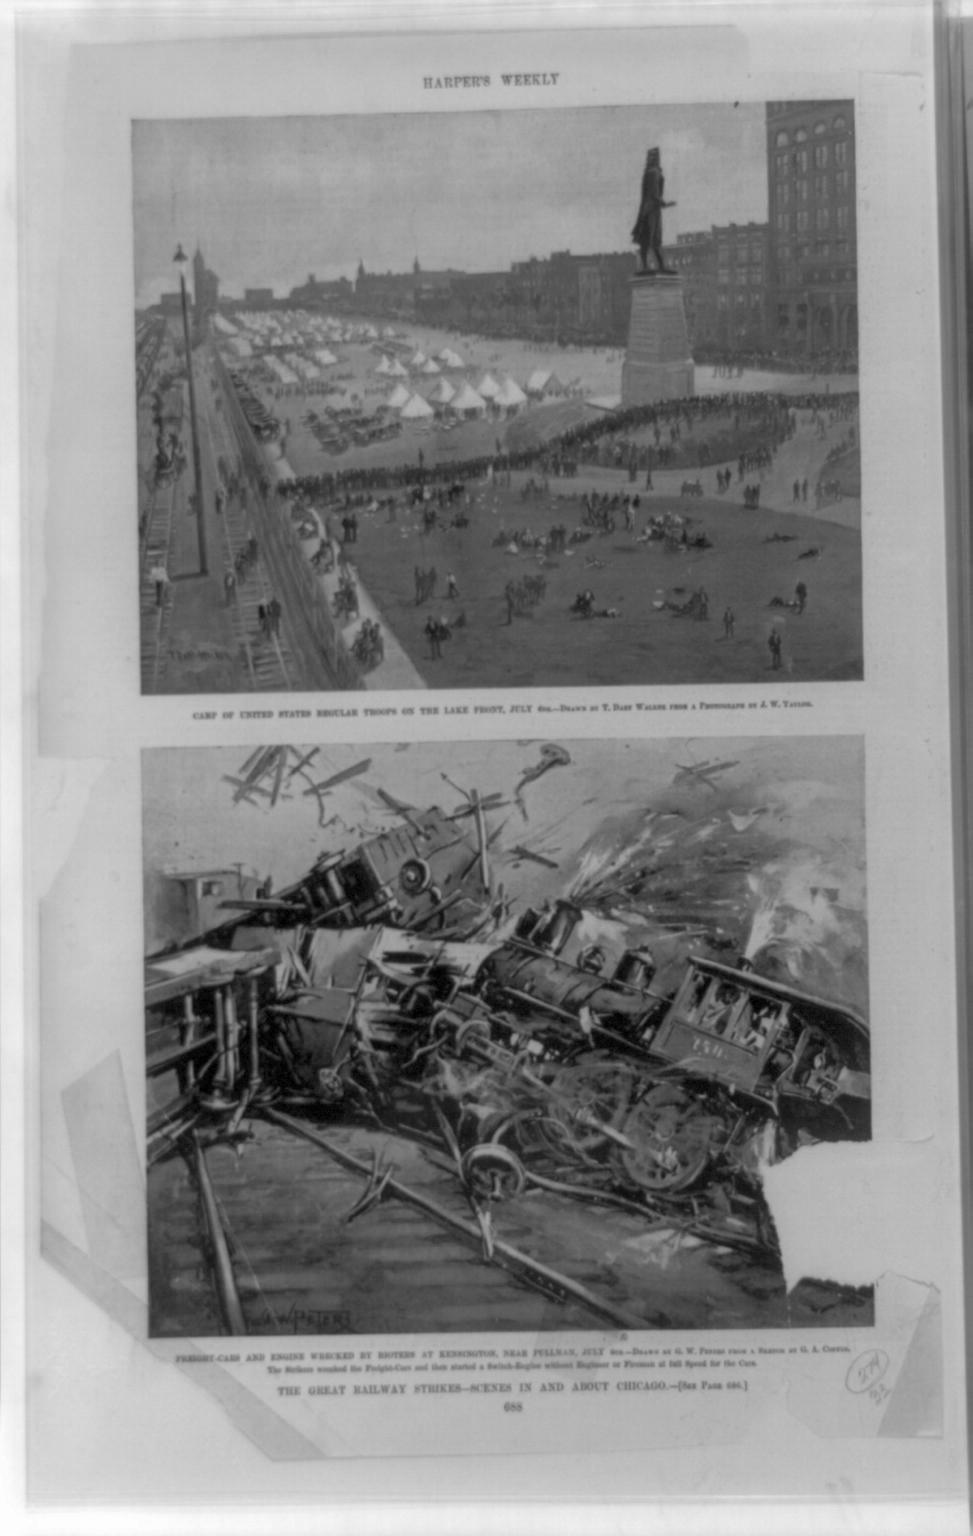 HARPER'S WEEKLY
CAMP OF UNITED STATES REGULAR TROOPS ON THE LAKE FRONT, JULY 9TH.—DRAWN BY T. DART WALKER FROM A PHOTOGRAPH BY J. W. TAYLOR.
254.
G. W. PETERS
FREIGHT-CARS AND ENGINE WRECKED BY RIOTERS AT KENSINGTON, NEAR PULLMAN, JULY —DRAWN BY G. W. PETERS FROM A SKETCH BY G. A. COFFIN.
The Strikers wrecked the Freight-Cars and then started a Switch-Engine without Engineer or Fireman at full Speed for the Cars.
THE GREAT RAILWAY STRIKES—SCENES IN AND ABOUT CHICAGO.—[SEE PAGE 686.]
688